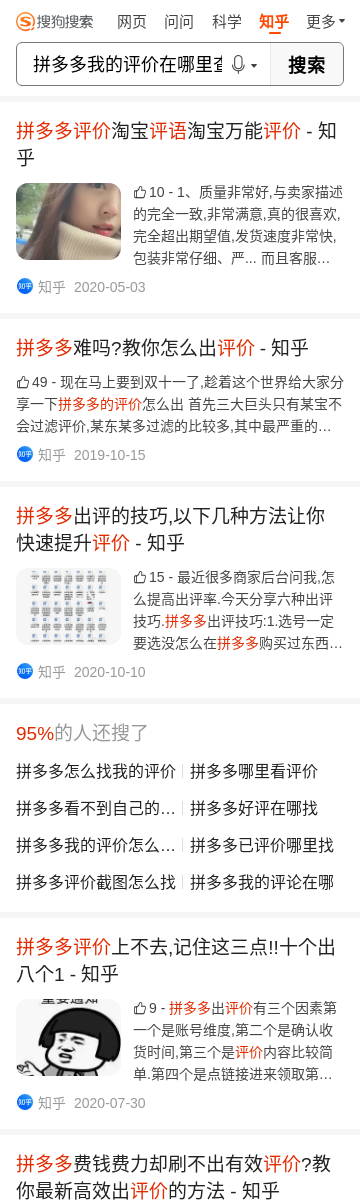 搜狗搜索 网页 问问 科学 知乎 更多
拼多多我的评价在哪里查 搜索
拼多多评价淘宝评语淘宝万能评价 - 知
乎
10 - 1、质量非常好,与卖家描述
的完全一致,非常满意,真的很喜欢,
完全超出期望值,发货速度非常快,
包装非常仔细、严... 而且客服…
知乎 知乎 2020-05-03
拼多多难吗?教你怎么出评价 - 知乎
49 - 现在马上要到双十一了,趁着这个世界给大家分
享一下拼多多的评价怎么出 首先三大巨头只有某宝不
会过滤评价,某东某多过滤的比较多,其中最严重的…
知乎 知乎 2019-10-15
拼多多出评的技巧,以下几种方法让你
快速提升评价 - 知乎
15 - 最近很多商家后台问我,怎
么提高出评率.今天分享六种出评
技巧.拼多多出评技巧:1.选号一定
要选没怎么在拼多多购买过东西…
知乎 知乎 2020-10-10
95%的人还搜了
拼多多怎么找我的评价 拼多多哪里看评价
拼多多看不到自己的… 拼多多好评在哪找
拼多多我的评价怎么… 拼多多已评价哪里找
拼多多评价截图怎么找 拼多多我的评论在哪
拼多多评价上不去,记住这三点!!十个出
八个1 - 知乎
9 - 拼多多出评价有三个因素第
一个是账号维度,第二个是确认收
货时间,第三个是评价内容比较简
单.第四个是点链接进来领取第…
知乎 知乎 2020-07-30
拼多多费钱费力却刷不出有效评价?教
你最新高效出评价的方法 - 知乎